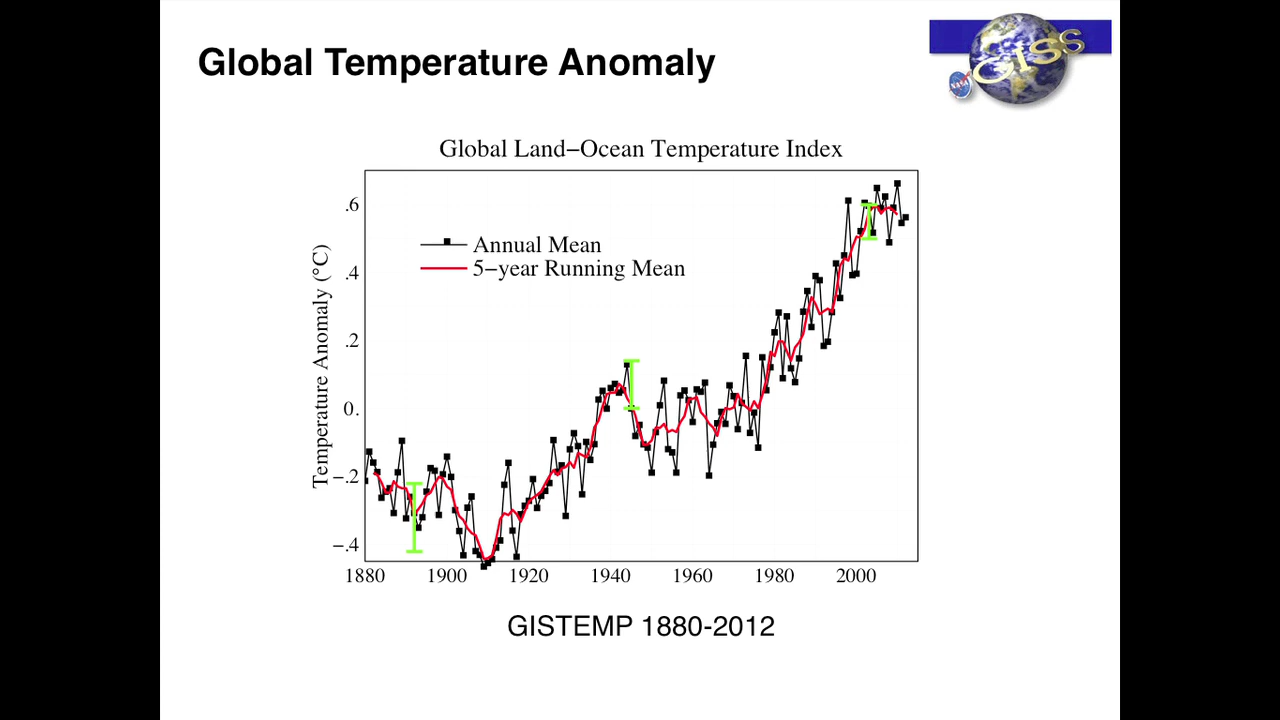 Global Temperature Anomaly
GISS
NASA
Global Land−Ocean Temperature Index
Temperature Anomaly (°C)
.6
.4
.2
0.
−.2
−.4
Annual Mean
5−year Running Mean
1880 1900 1920 1940 1960 1980 2000
GISTEMP 1880-2012